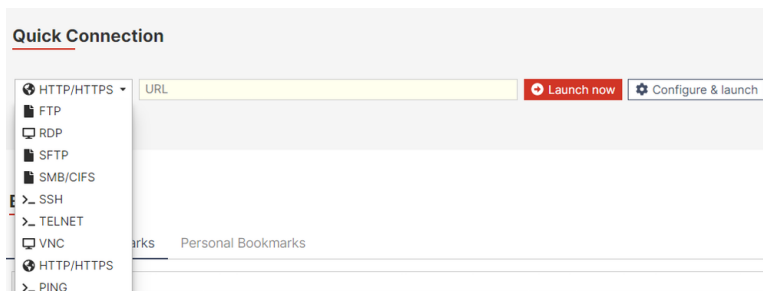 Quick Connection
HTTP/HTTPS URL Launch now Configure & launch
FTP
RDP
SFTP
SMB/CIFS
SSH
TELNET
VNC
Personal Bookmarks
HTTP/HTTPS
PING